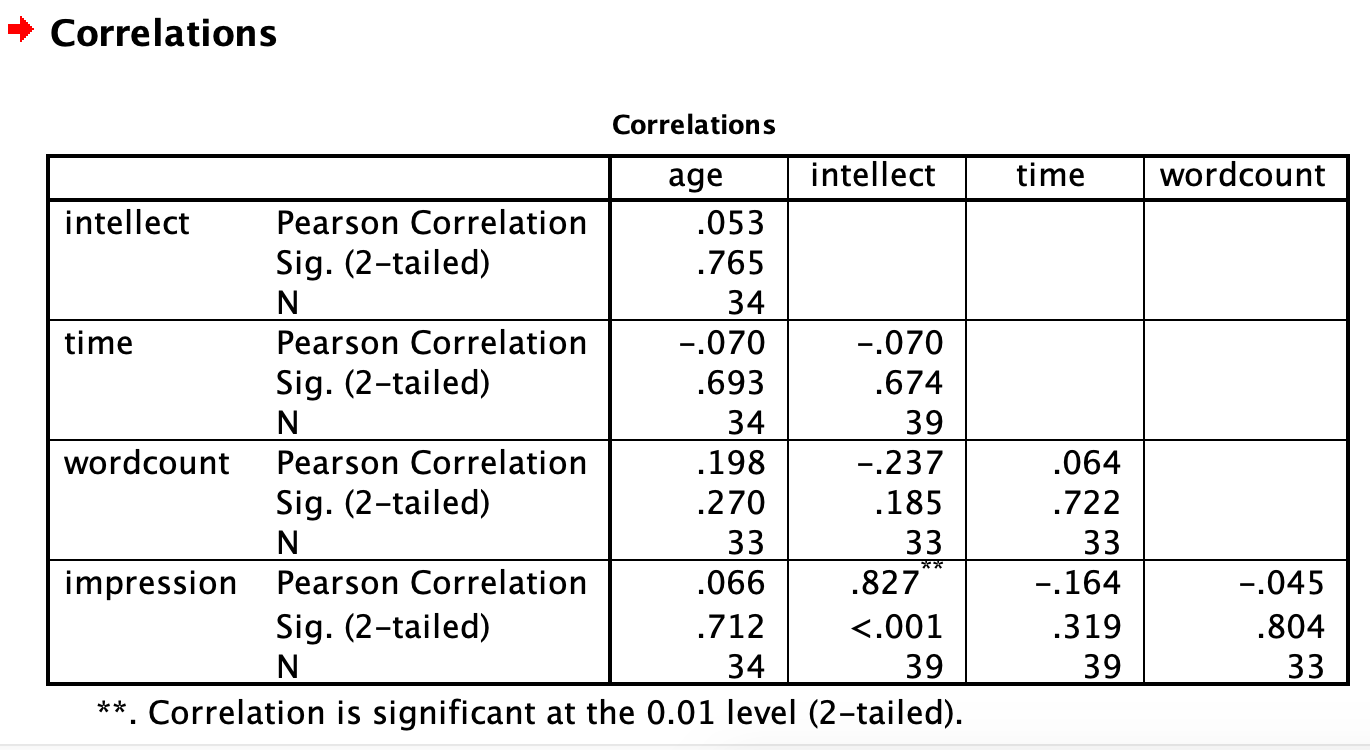 Correlations
Correlations
age intellect time wordcount
intellect Pearson Correlation .053
Sig. (2-tailed) .765
N 34
time Pearson Correlation -.070 -.070
Sig. (2-tailed) .693 .674
N 34 39
wordcount Pearson Correlation .198 -.237 .064
Sig. (2-tailed) .270 .185 .722
N 33 33 33
impression Pearson Correlation .066 .827** -.164 -.045
Sig. (2-tailed) .712 <.001 .319 .804
N 34 39 39 33
**. Correlation is significant at the 0.01 level (2-tailed).